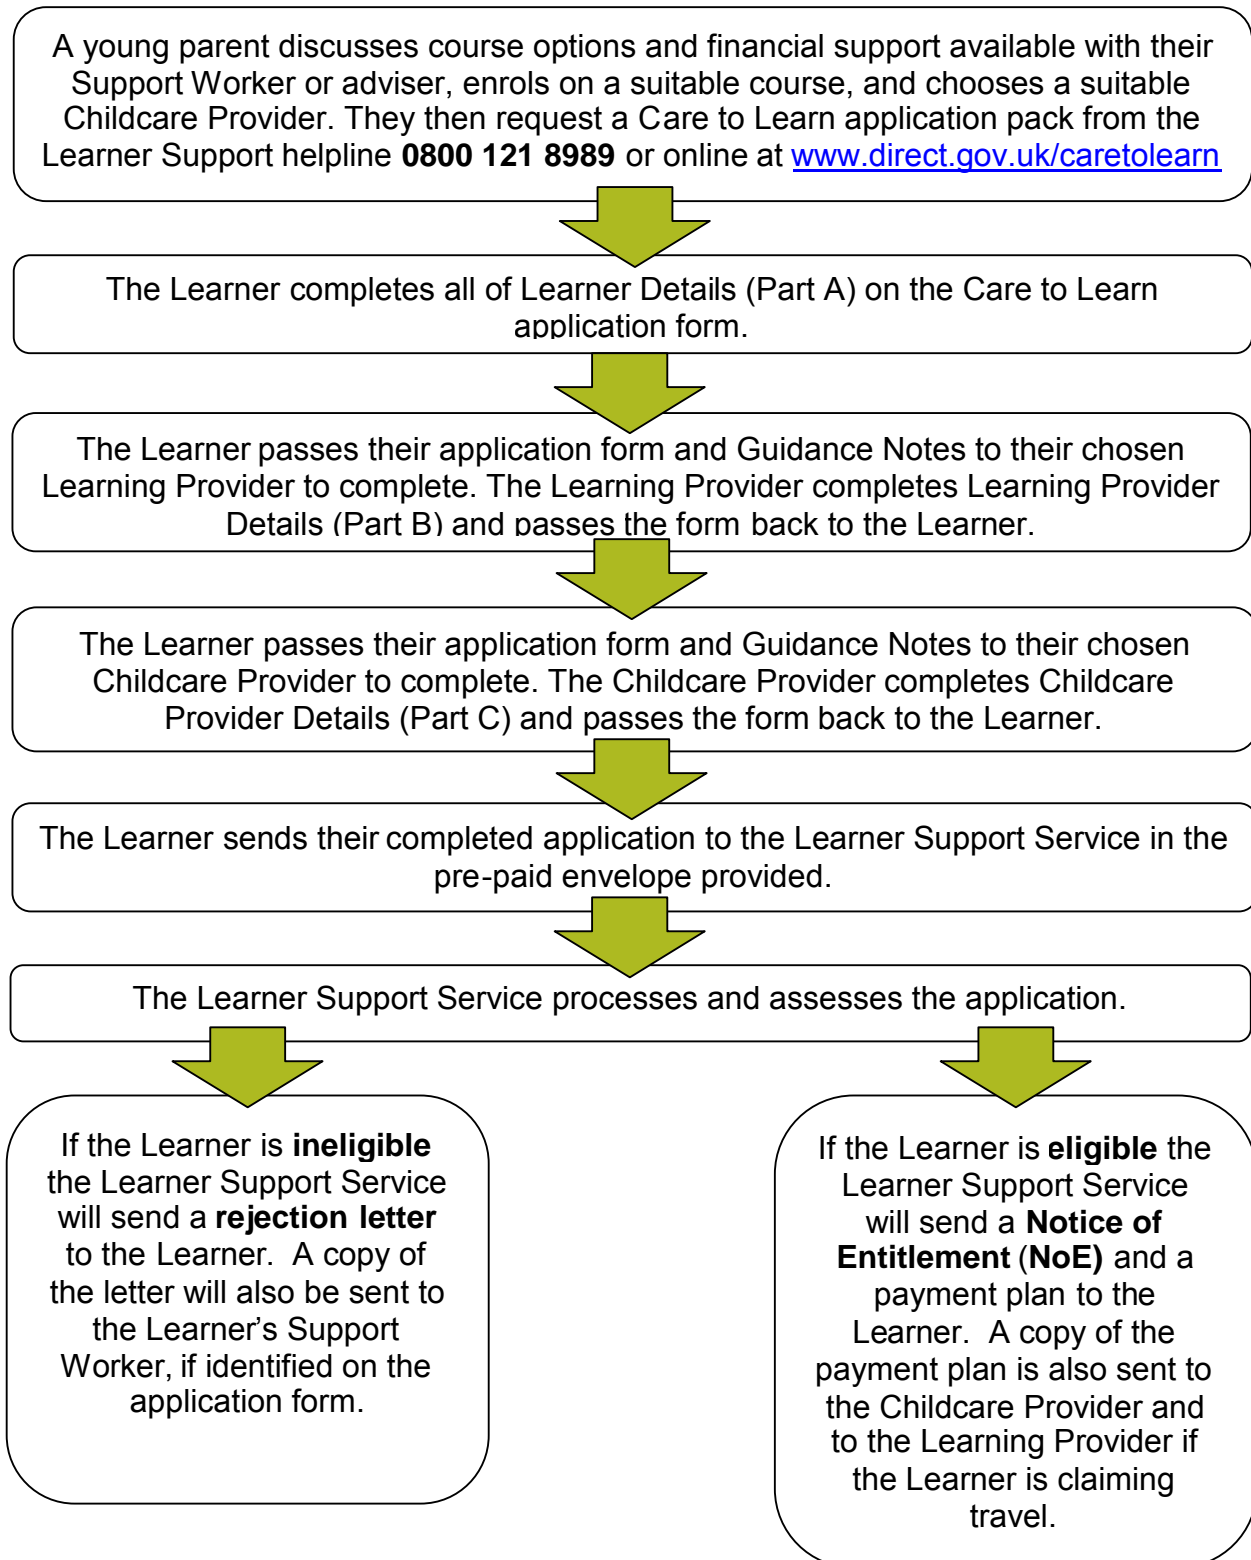 A young parent discusses course options and financial support available with their
Support Worker or adviser, enrols on a suitable course, and chooses a suitable
Childcare Provider. They then request a Care to Learn application pack from the
Learner Support helpline 0800 121 8989 or online at www.direct.gov.uk/caretolearn
The Learner completes all of Learner Details (Part A) on the Care to Learn
application form.
The Learner passes their application form and Guidance Notes to their chosen
Learning Provider to complete. The Learning Provider completes Learning Provider
Details (Part B) and passes the form back to the Learner.
The Learner passes their application form and Guidance Notes to their chosen
Childcare Provider to complete. The Childcare Provider completes Childcare
Provider Details (Part C) and passes the form back to the Learner.
The Learner sends their completed application to the Learner Support Service in the
pre-paid envelope provided.
The Learner Support Service processes and assesses the application.
If the Learner is ineligible
the Learner Support Service
will send a rejection letter
to the Learner.  A copy of
the letter will also be sent to
the Learner's Support
Worker, if identified on the
application form.
If the Learner is eligible the
Learner Support Service
will send a Notice of
Entitlement (NoE) and a
payment plan to the
Learner.  A copy of the
payment plan is also sent to
the Childcare Provider and
to the Learning Provider if
the Learner is claiming
travel.